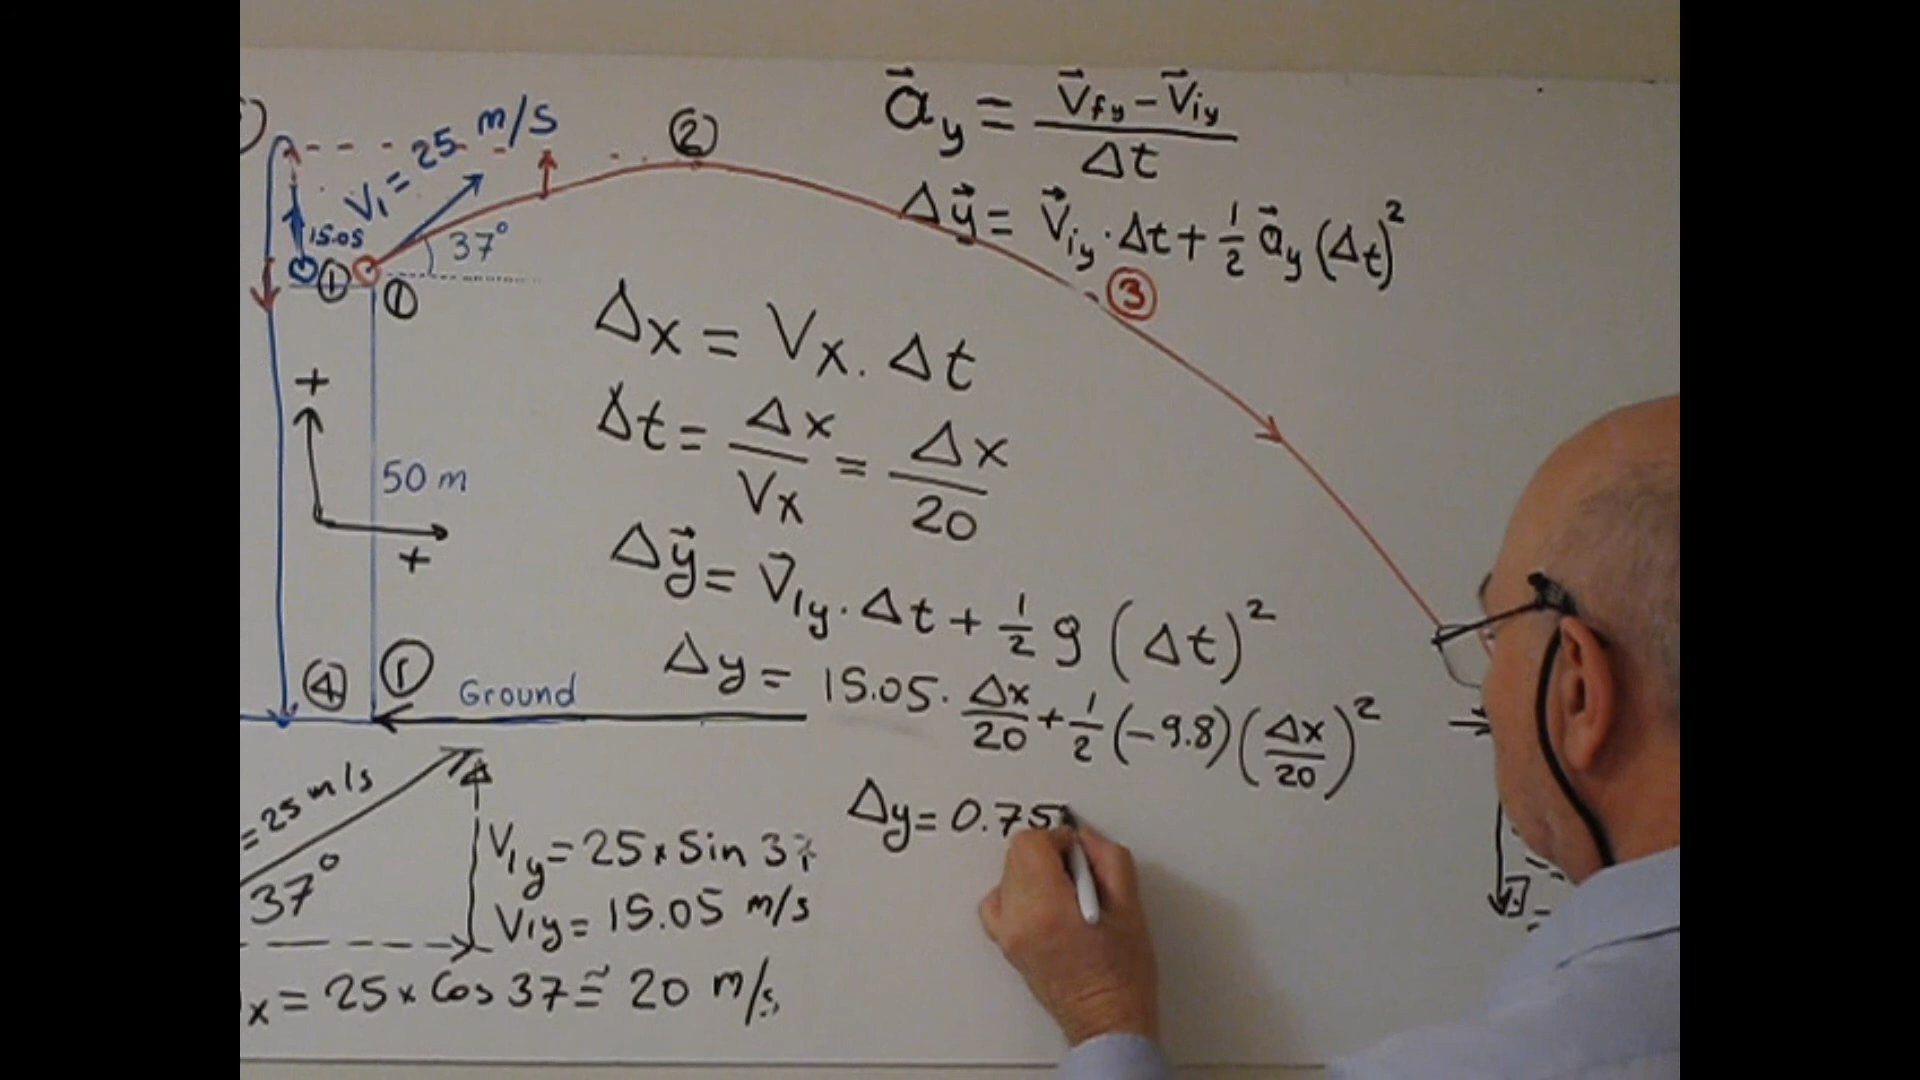 V₁ = 25 m/s
②
15.05
37°
①
①
+
+
50 m
④
①
Ground
a⃗y = (V⃗fy - V⃗iy) / Δt
Δy⃗ = V⃗iy · Δt + 1/2 a⃗y (Δt)²
③
Δx = Vx . Δt
Δt = Δx / Vx = Δx / 20
Δy⃗ = V⃗1y · Δt + 1/2 g (Δt)²
Δy = 15.05 · Δx/20 + 1/2 (-9.8) (Δx/20)²
Δy = 0.75
= 25 m/s
37°
V1y = 25 × Sin 37
V1y = 15.05 m/s
x = 25 × Cos 37 ≅ 20 m/s